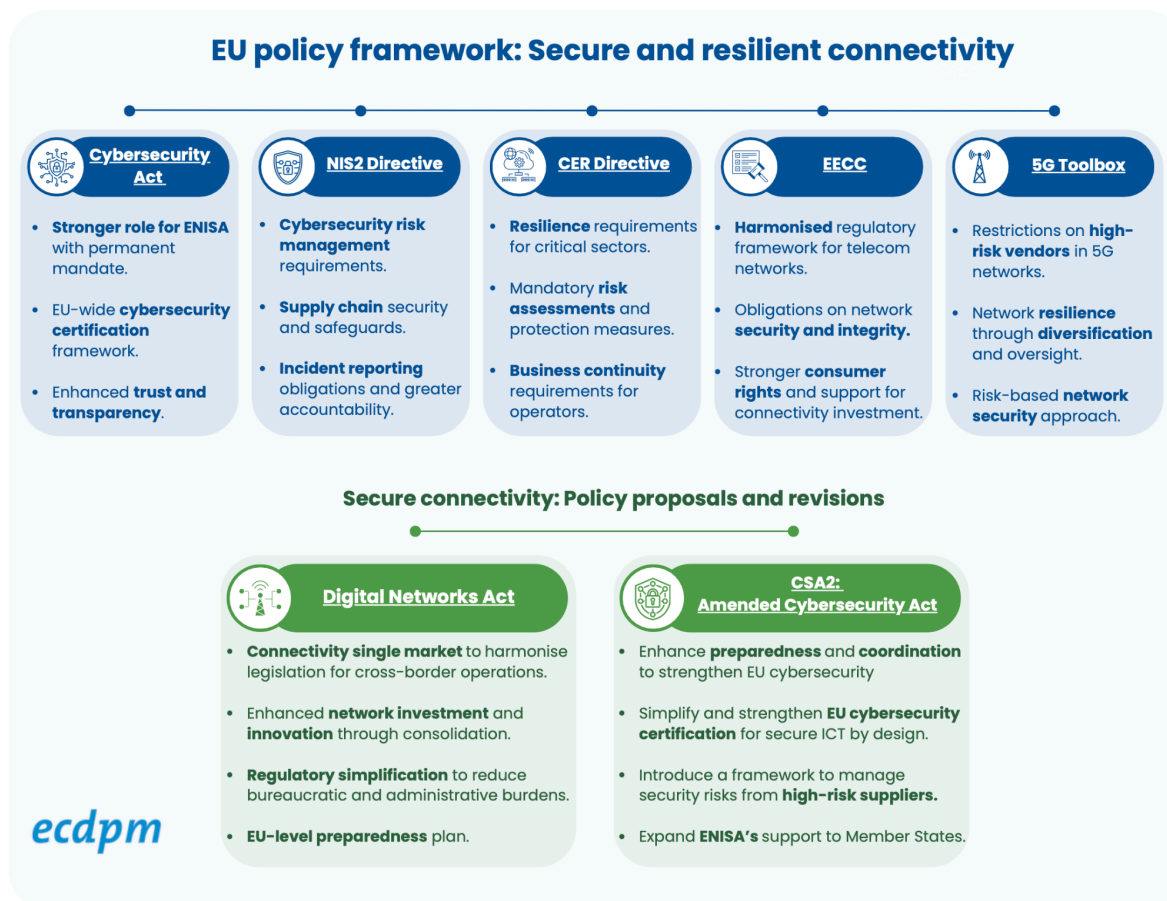 EU policy framework: Secure and resilient connectivity
Cybersecurity
Act
• Stronger role for ENISA
with permanent
mandate.
• EU-wide cybersecurity
certification
framework.
• Enhanced trust and
transparency.
NIS2 Directive
• Cybersecurity risk
management
requirements.
• Supply chain security
and safeguards.
• Incident reporting
obligations and greater
accountability.
CER Directive
• Resilience requirements
for critical sectors.
• Mandatory risk
assessments and
protection measures.
• Business continuity
requirements for
operators.
EECC
• Harmonised regulatory
framework for telecom
networks.
• Obligations on network
security and integrity.
• Stronger consumer
rights and support for
connectivity investment.
5G Toolbox
• Restrictions on high-
risk vendors in 5G
networks.
• Network resilience
through diversification
and oversight.
• Risk-based network
security approach.
Secure connectivity: Policy proposals and revisions
Digital Networks Act
• Connectivity single market to harmonise
legislation for cross-border operations.
• Enhanced network investment and
innovation through consolidation.
• Regulatory simplification to reduce
bureaucratic and administrative burdens.
• EU-level preparedness plan.
CSA2:
Amended Cybersecurity Act
• Enhance preparedness and coordination
to strengthen EU cybersecurity
• Simplify and strengthen EU cybersecurity
certification for secure ICT by design.
• Introduce a framework to manage
security risks from high-risk suppliers.
• Expand ENISA's support to Member States.
ecdpm